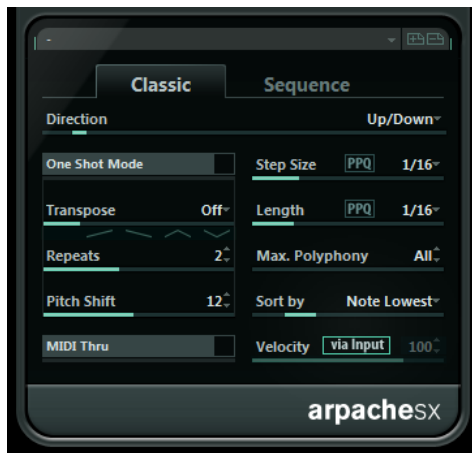 -
Classic Sequence
Direction Up/Down
One Shot Mode Step Size PPQ 1/16
Transpose Off Length PPQ 1/16
Repeats 2 Max. Polyphony All
Pitch Shift 12 Sort by Note Lowest
MIDI Thru Velocity via Input 100
arpacheSX